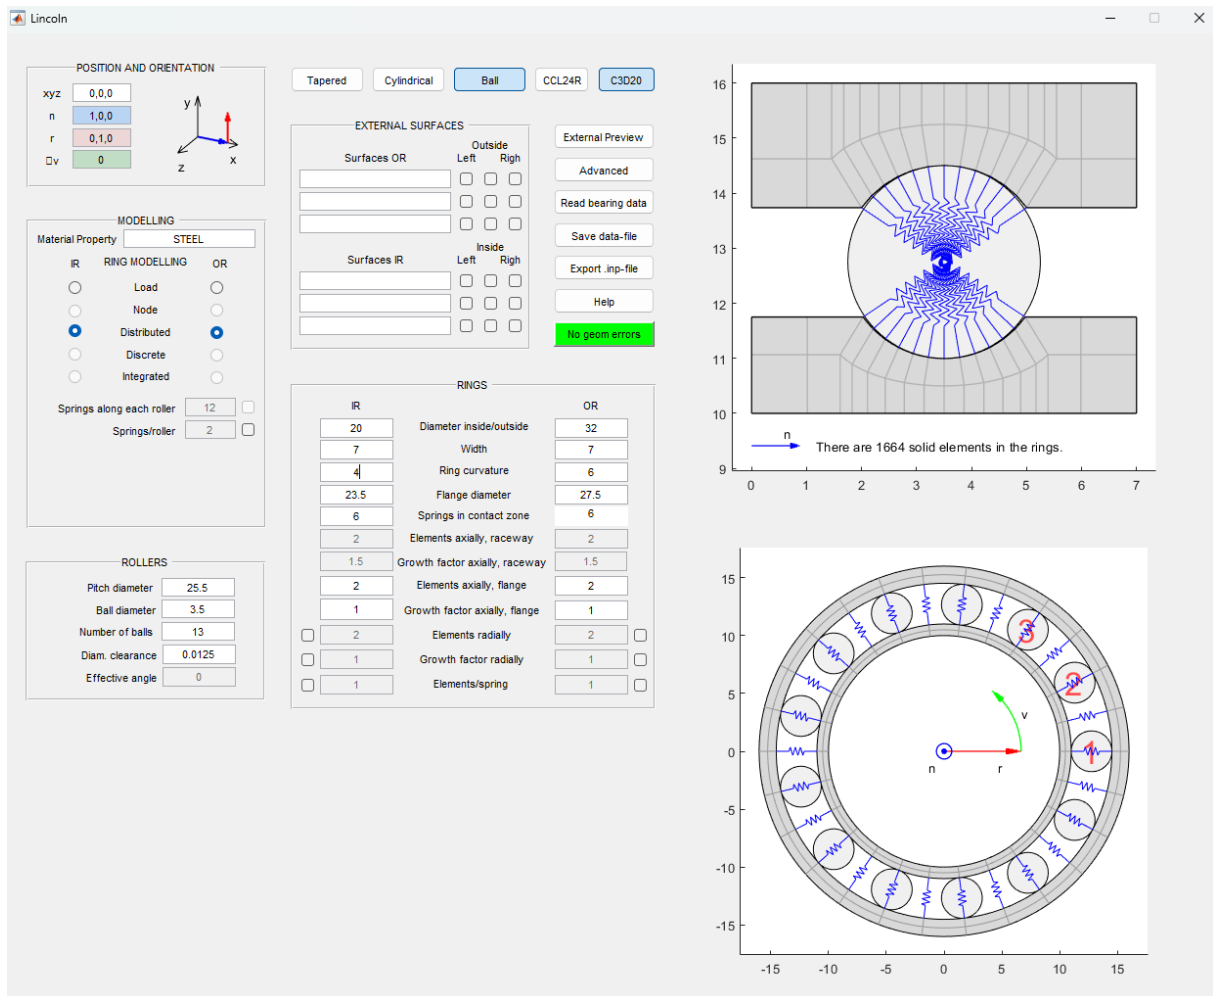 Lincoln
POSITION AND ORIENTATION
xyz 0,0,0
n 1,0,0
r 0,1,0
□v 0
y
z
x
MODELLING
Material Property STEEL
IR RING MODELLING OR
Load
Node
Distributed
Discrete
Integrated
Springs along each roller 12
Springs/roller 2
ROLLERS
Pitch diameter 25.5
Ball diameter 3.5
Number of balls 13
Diam. clearance 0.0125
Effective angle 0
Tapered Cylindrical Ball CCL24R C3D20
EXTERNAL SURFACES
Outside
Surfaces OR Left Righ
Inside
Surfaces IR Left Righ
External Preview
Advanced
Read bearing data
Save data-file
Export .inp-file
Help
No geom errors
RINGS
IR OR
20 Diameter inside/outside 32
7 Width 7
4 Ring curvature 6
23.5 Flange diameter 27.5
6 Springs in contact zone 6
2 Elements axially, raceway 2
1.5 Growth factor axially, raceway 1.5
2 Elements axially, flange 2
1 Growth factor axially, flange 1
2 Elements radially 2
1 Growth factor radially 1
1 Elements/spring 1
16
15
14
13
12
11
10
9
n
There are 1664 solid elements in the rings.
0 1 2 3 4 5 6 7
15
10
5
0
-5
-10
-15
3
2
1
v
n r
-15 -10 -5 0 5 10 15